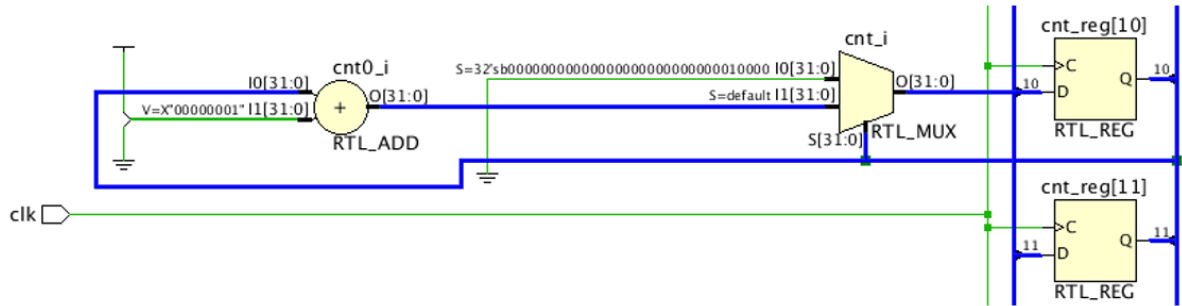 cnt_reg[10]
cnt_i
cnt0_i
S=32'sb00000000000000000000000000010000 I0[31:0]
C
Q
10
I0[31:0]
O[31:0]
10
D
S=default I1[31:0]
O[31:0]
V=X"00000001" I1[31:0]
+
RTL_ADD
S[31:0]
RTL_MUX
RTL_REG
cnt_reg[11]
clk
C
Q
11
11
D
RTL_REG